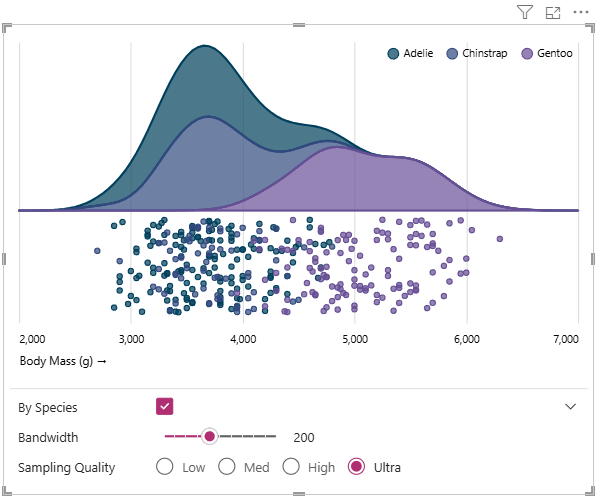 Adelie Chinstrap Gentoo
2,000 3,000 4,000 5,000 6,000 7,000
Body Mass (g) →
By Species
Bandwidth 200
Sampling Quality Low Med High Ultra